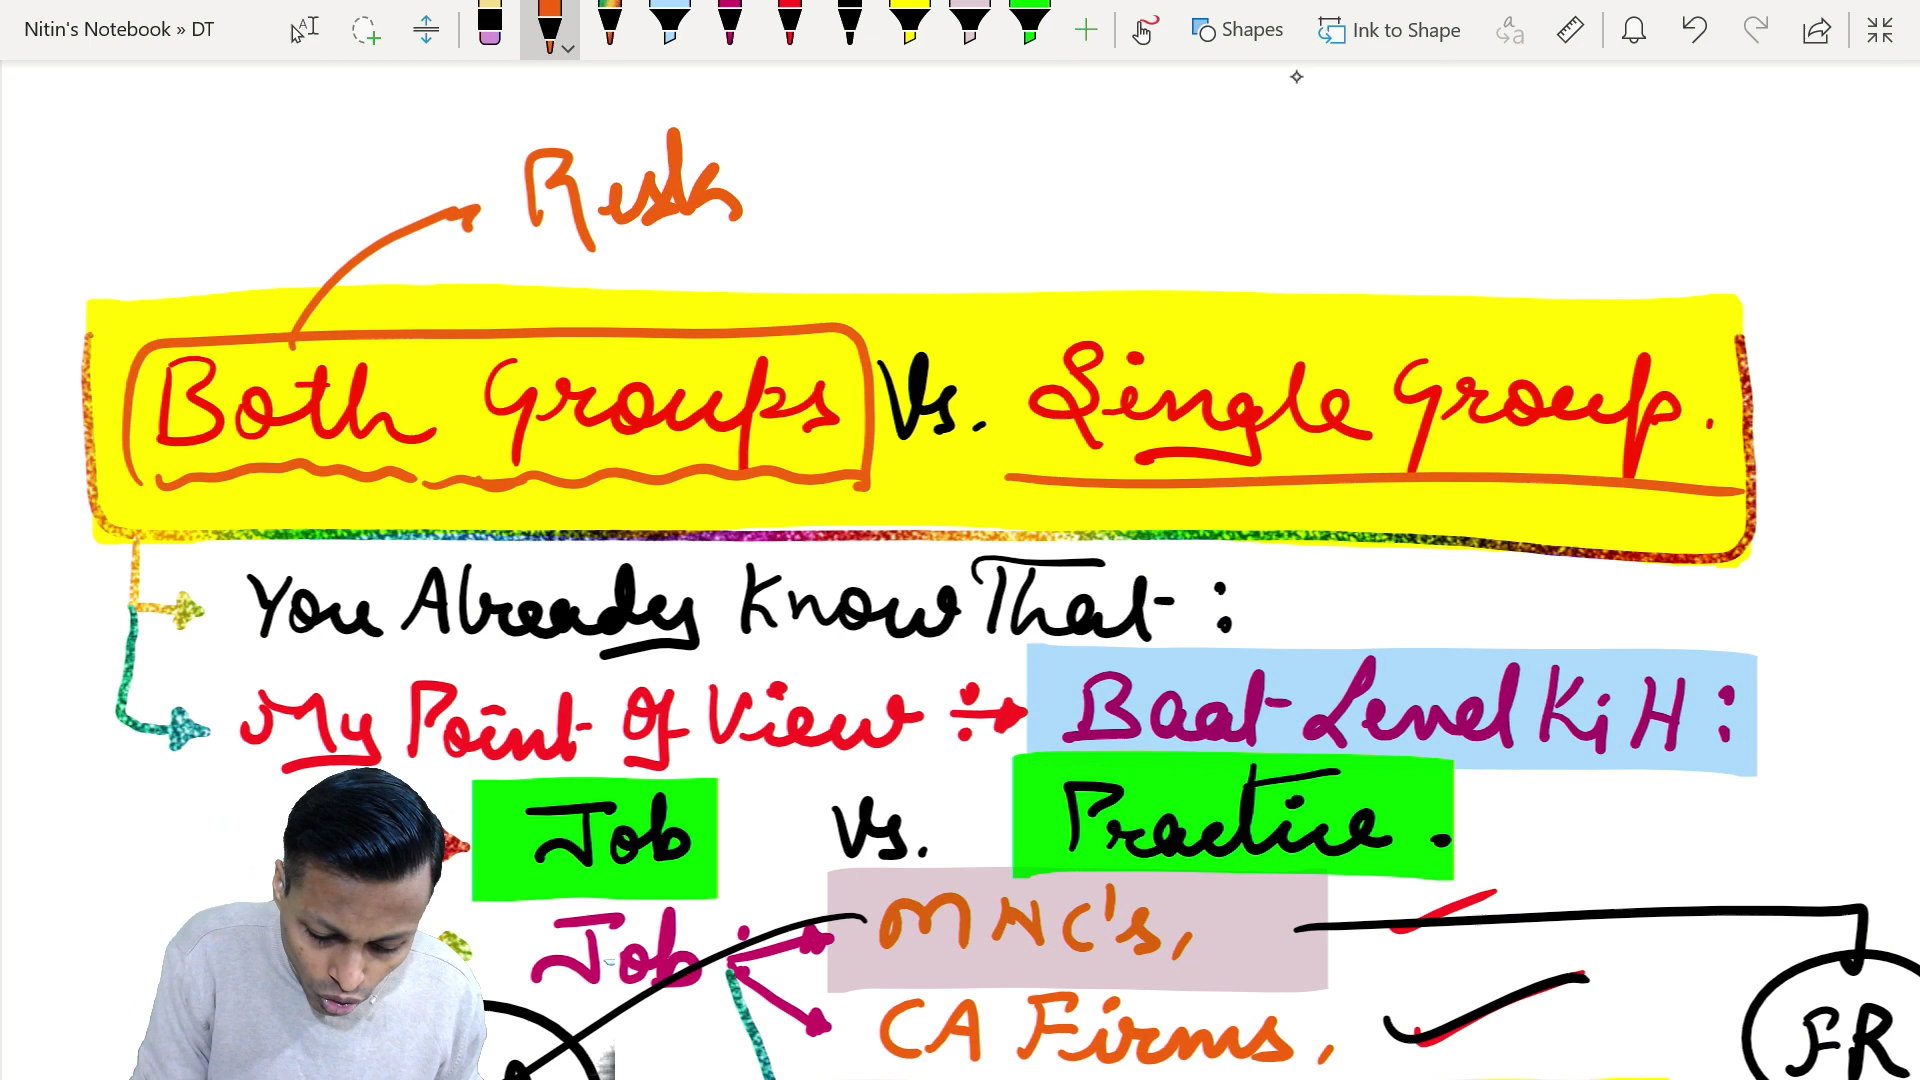 Nitin's Notebook » DT
Shapes
Ink to Shape
Risk
Both Groups Vs. Single Group.
You Already Know That :
My Point Of View ÷→ Baat Level Ki H :
Job Vs. Practice.
Job : MNC's,
CA Firms,
FR